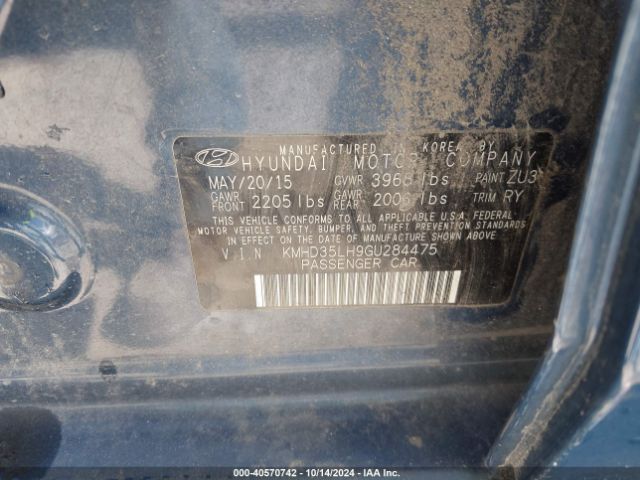 MANUFACTURED IN KOREA BY
HYUNDAI MOTOR COMPANY
MAY/20/15 GVWR 3968 lbs PAINT ZU3
GAWR FRONT 2205 lbs GAWR REAR 2006 lbs TRIM RY
THIS VEHICLE CONFORMS TO ALL APPLICABLE U.S.A. FEDERAL
MOTOR VEHICLE SAFETY, BUMPER, AND THEFT PREVENTION
STANDARDS IN EFFECT ON THE DATE OF MANUFACTURE
SHOWN ABOVE.
V I N KMHD35LH9GU284475
PASSENGER CAR
000-40570742 - 10/14/2024 - IAA Inc.